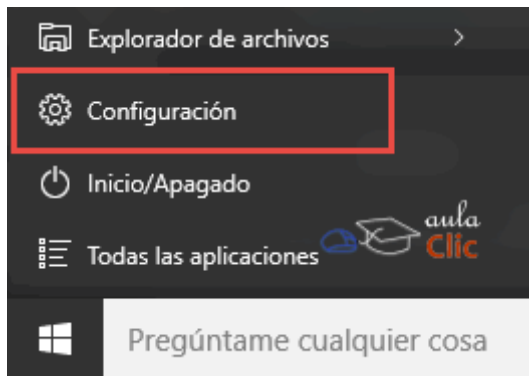 Explorador de archivos
Configuración
Inicio/Apagado
Todas las aplicaciones
aula
Clic
Pregúntame cualquier cosa